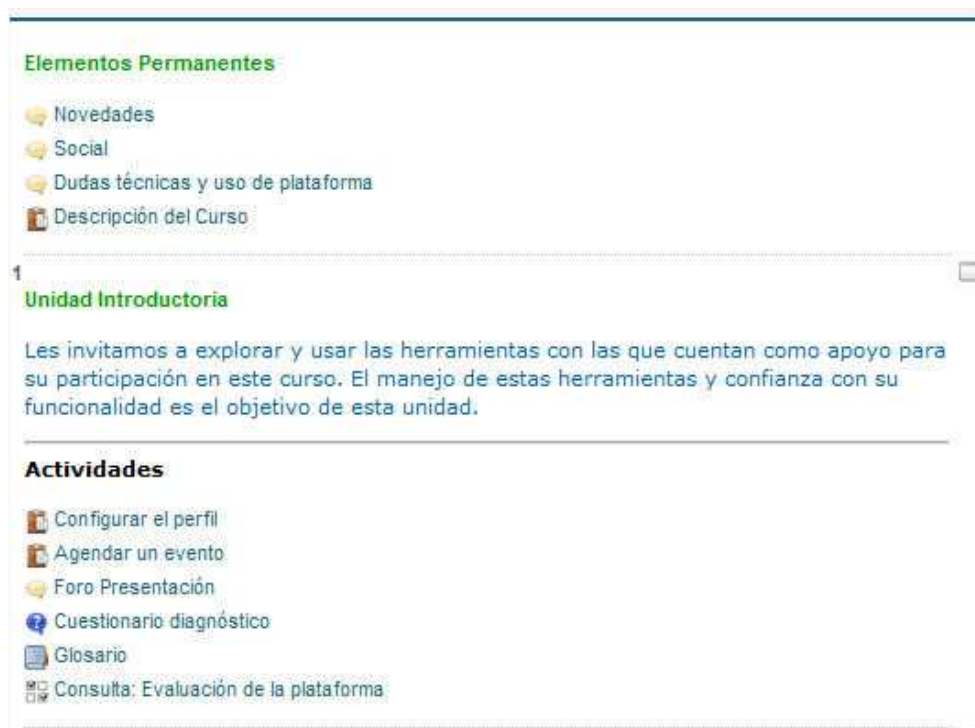 Elementos Permanentes
Novedades
Social
Dudas técnicas y uso de plataforma
Descripción del Curso
1
Unidad Introductoria
Les invitamos a explorar y usar las herramientas con las que cuentan como apoyo para
su participación en este curso. El manejo de estas herramientas y confianza con su
funcionalidad es el objetivo de esta unidad.
Actividades
Configurar el perfil
Agendar un evento
Foro Presentación
Cuestionario diagnóstico
Glosario
Consulta: Evaluación de la plataforma